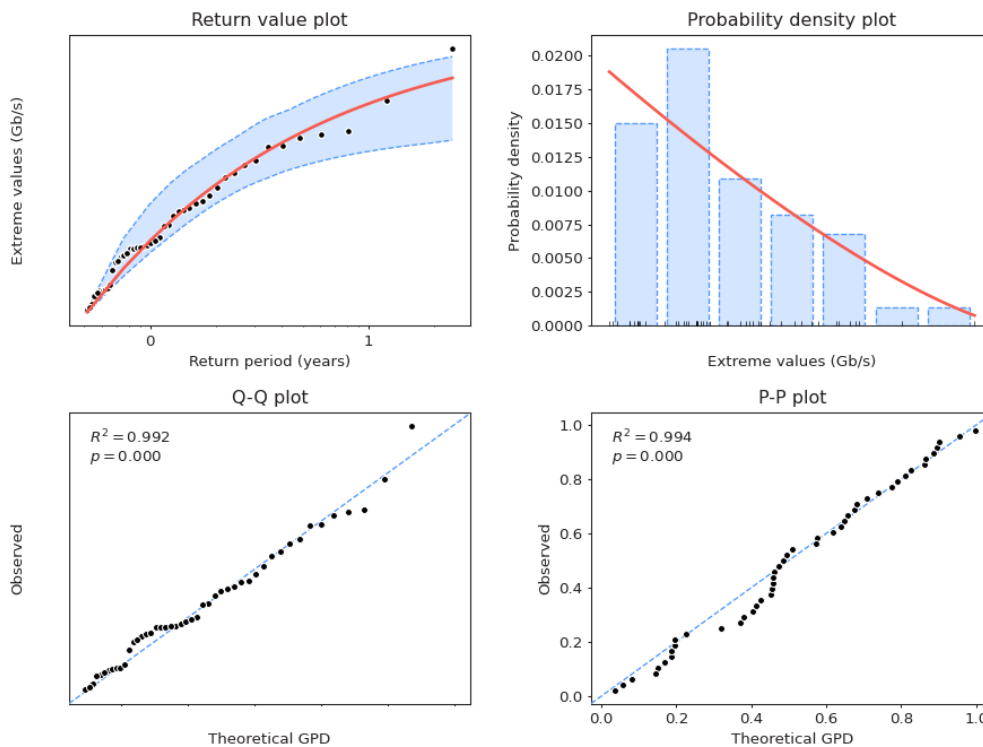 Return value plot
Extreme values (Gb/s)
0
1
Return period (years)
Probability density plot
Probability density
0.0200
0.0175
0.0150
0.0125
0.0100
0.0075
0.0050
0.0025
0.0000
Extreme values (Gb/s)
Q-Q plot
R² = 0.992
p = 0.000
Observed
Theoretical GPD
P-P plot
R² = 0.994
p = 0.000
Observed
1.0
0.8
0.6
0.4
0.2
0.0
0.0
0.2
0.4
0.6
0.8
1.0
Theoretical GPD